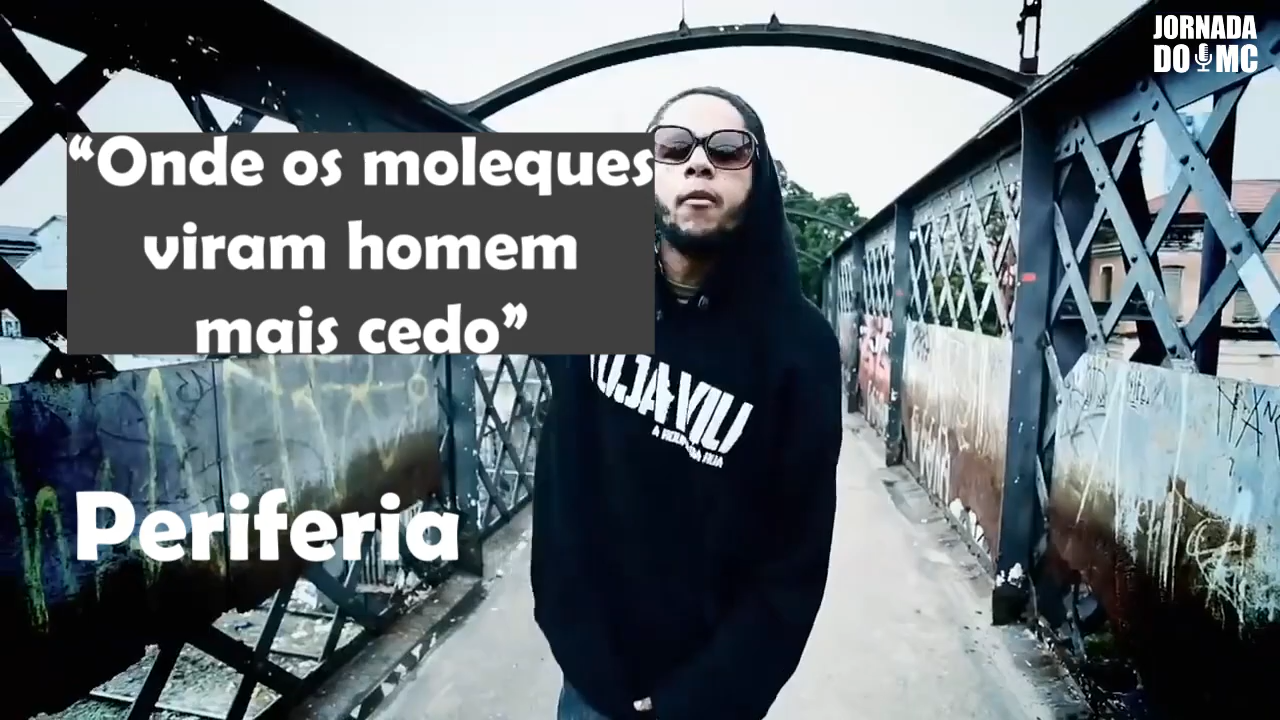 JORNADA
DO MC
“Onde os moleques
viram homem
mais cedo”
Periferia